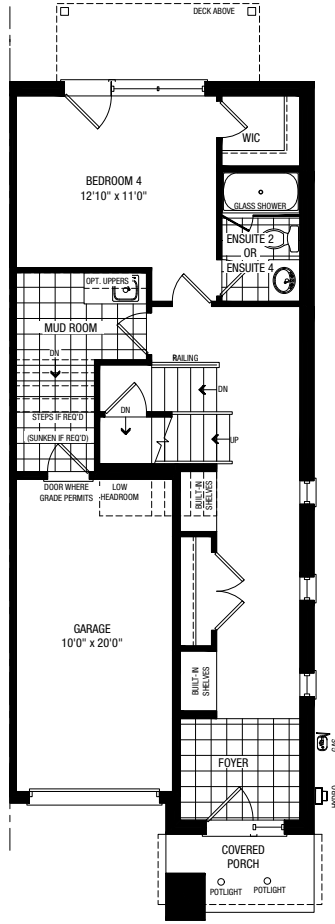 DECK ABOVE
WIC
BEDROOM 4
12'10" x 11'0"
GLASS SHOWER
ENSUITE 2
OR
ENSUITE 4
OPT. UPPERS
MUD ROOM
DN
RAILING
DN
DN
UP
STEPS IF REQ'D
(SUNKEN IF REQ'D)
DOOR WHERE
GRADE PERMITS
LOW
HEADROOM
BUILT-IN
SHELVES
GARAGE
10'0" x 20'0"
BUILT-IN
SHELVES
FOYER
GAS
HYDRO
COVERED
PORCH
POTLIGHT
POTLIGHT